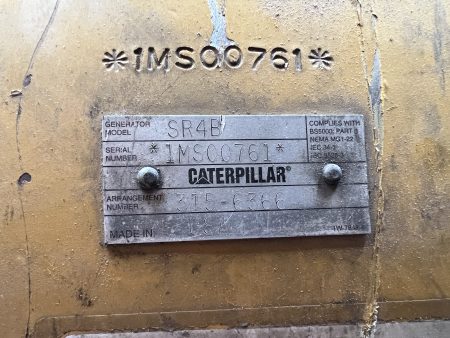 *1MS00761*
GENERATOR MODEL SR4B
SERIAL NUMBER *1MS00761*
COMPLIES WITH
BS5000, PART
NEMA MG1-22
IEC 34-1
CATERPILLAR®
ARRANGEMENT NUMBER
MADE IN